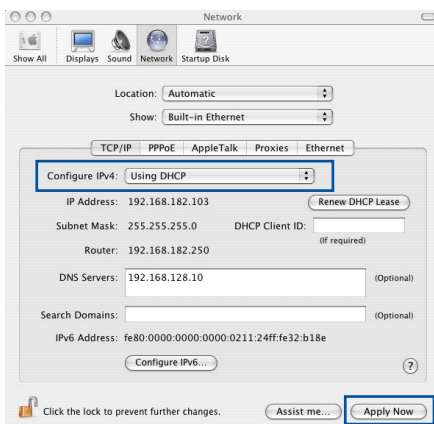 Network
Show All Displays Sound Network Startup Disk
Location: Automatic
Show: Built-in Ethernet
TCP/IP PPPoE AppleTalk Proxies Ethernet
Configure IPv4: Using DHCP
IP Address: 192.168.182.103 Renew DHCP Lease
Subnet Mask: 255.255.255.0 DHCP Client ID:
(If required)
Router: 192.168.182.250
DNS Servers: 192.168.128.10 (Optional)
Search Domains: (Optional)
IPv6 Address: fe80:0000:0000:0000:0211:24ff:fe32:b18e
Configure IPv6... ?
Click the lock to prevent further changes. Assist me... Apply Now